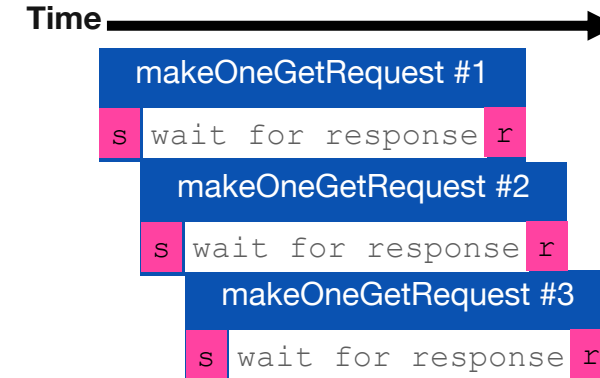 Time
makeOneGetRequest #1
s wait for response r
makeOneGetRequest #2
s wait for response r
makeOneGetRequest #3
s wait for response r